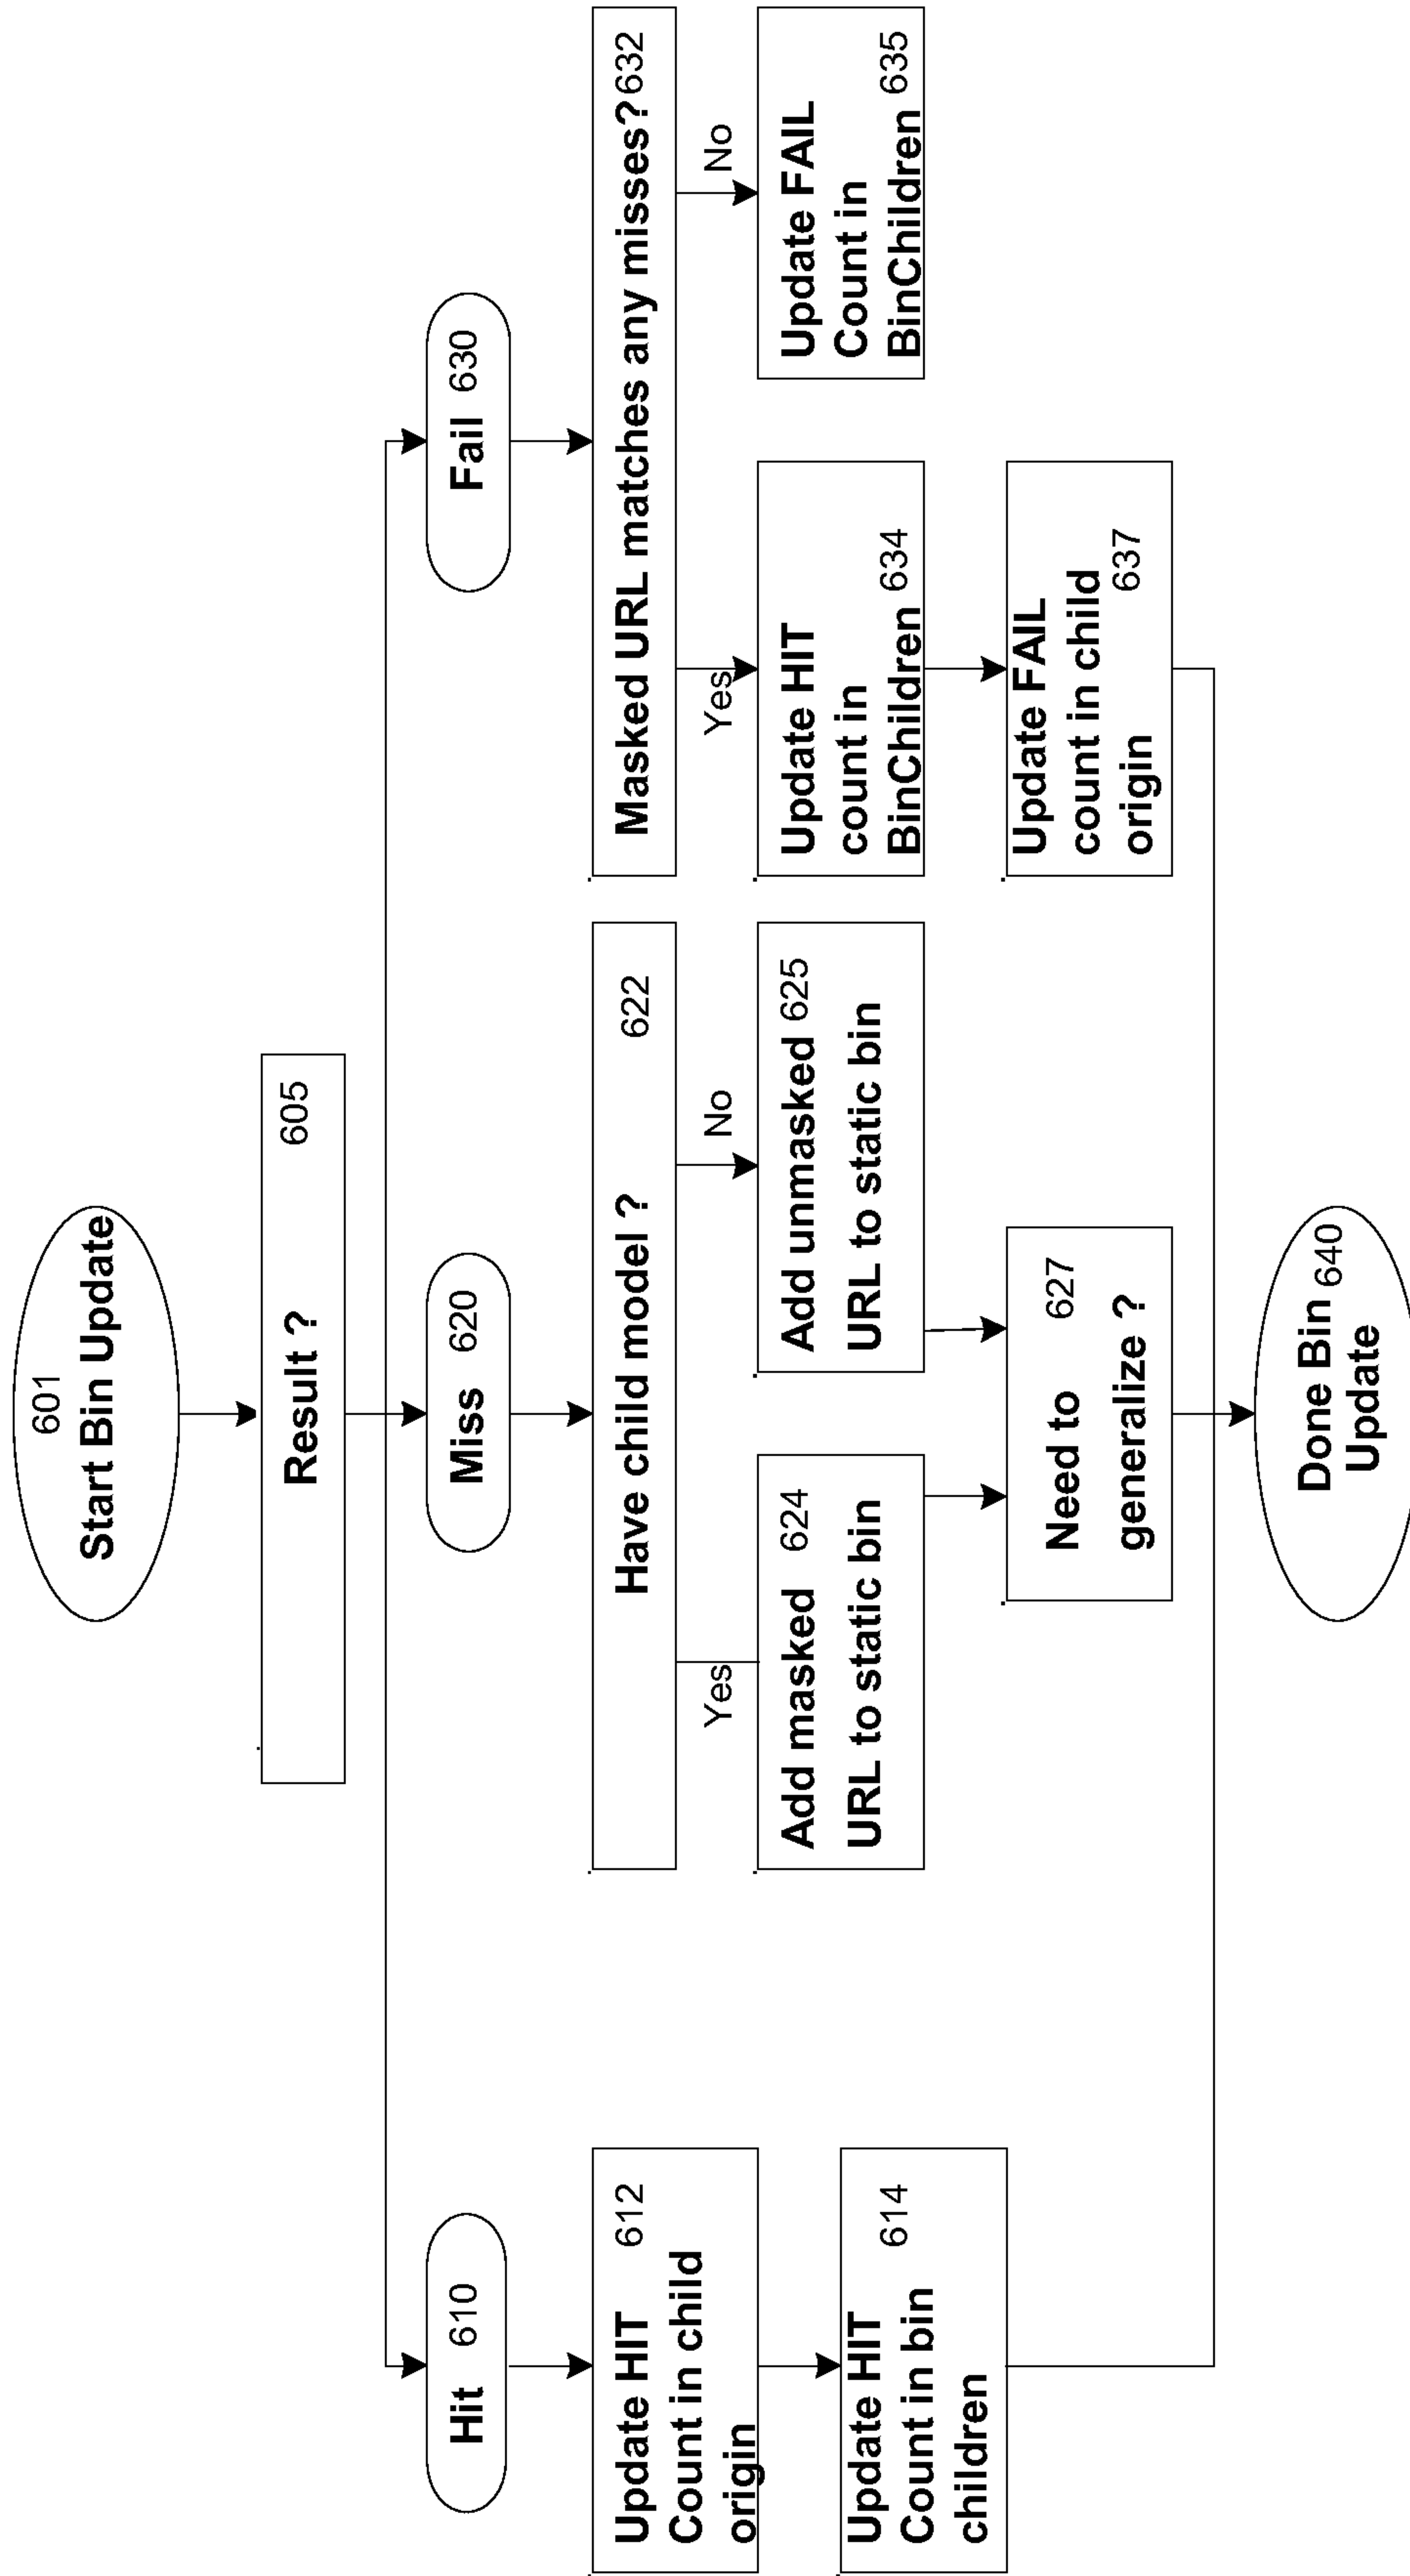 601
Start Bin Update
Result ? 605
Hit 610
Miss 620
Fail 630
Update HIT 612
Count in child
origin
Update HIT
Count in bin 614
children
Have child model ? 622
Yes
No
Add masked 624
URL to static bin
Add unmasked 625
URL to static bin
Need to 627
generalize ?
Masked URL matches any misses? 632
Yes
No
Update HIT
count in
BinChildren 634
Update FAIL
Count in
BinChildren 635
Update FAIL
count in child
origin 637
Done Bin 640
Update